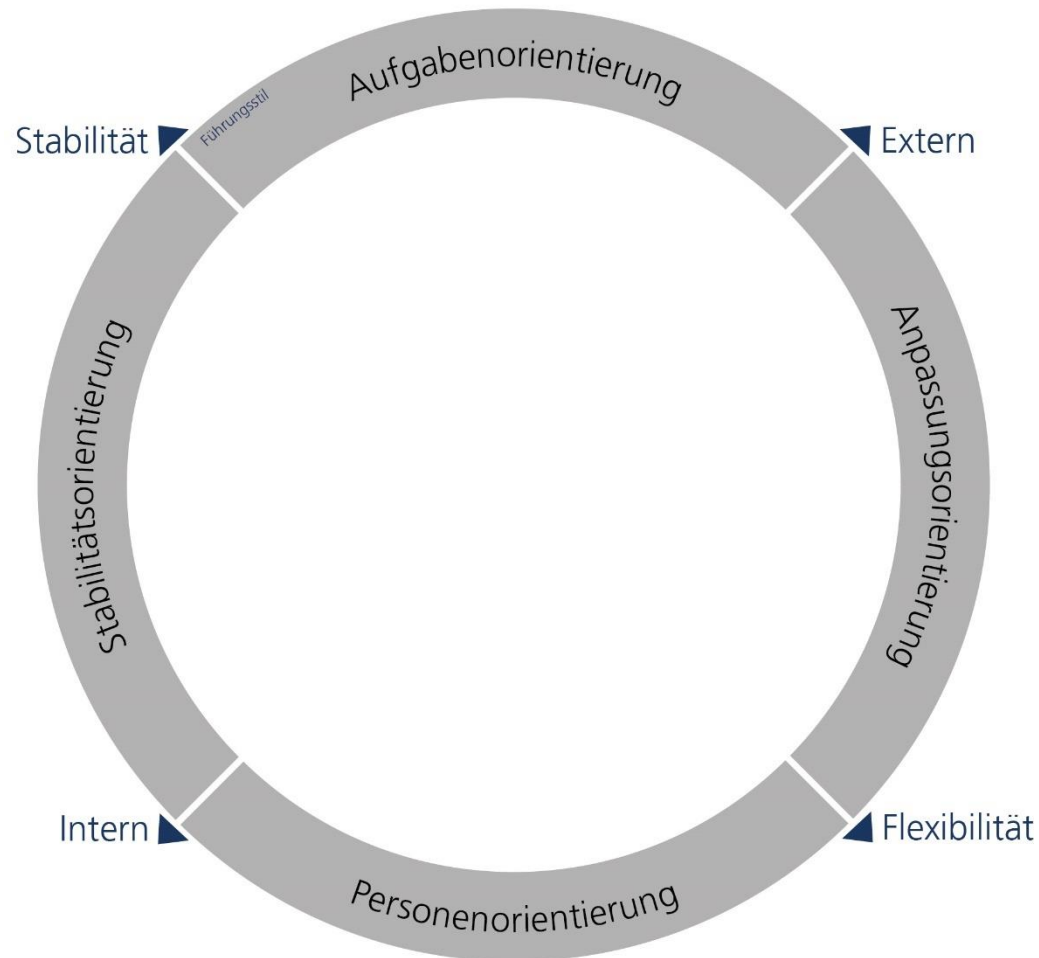 Aufgabenorientierung
Führungsstil
Stabilität
Extern
Stabilitätsorientierung
Anpassungsorientierung
Intern
Flexibilität
Personenorientierung